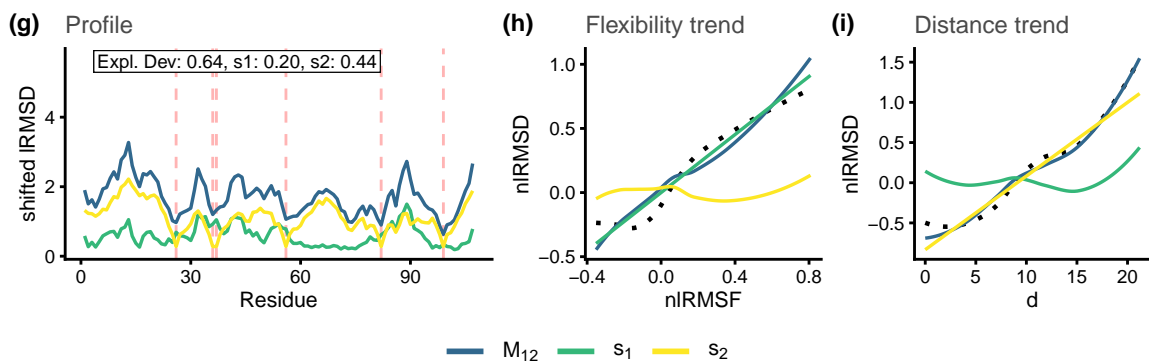 (g) Profile
Expl. Dev: 0.64, s1: 0.20, s2: 0.44
shifted lRMSD
4
2
0
0 30 60 90
Residue
(h) Flexibility trend
nlRMSD
1.0
0.5
0.0
−0.5
−0.4 0.0 0.4 0.8
nlRMSF
(i) Distance trend
nlRMSD
1.5
1.0
0.5
0.0
−0.5
0 5 10 15 20
d
M12 s1 s2